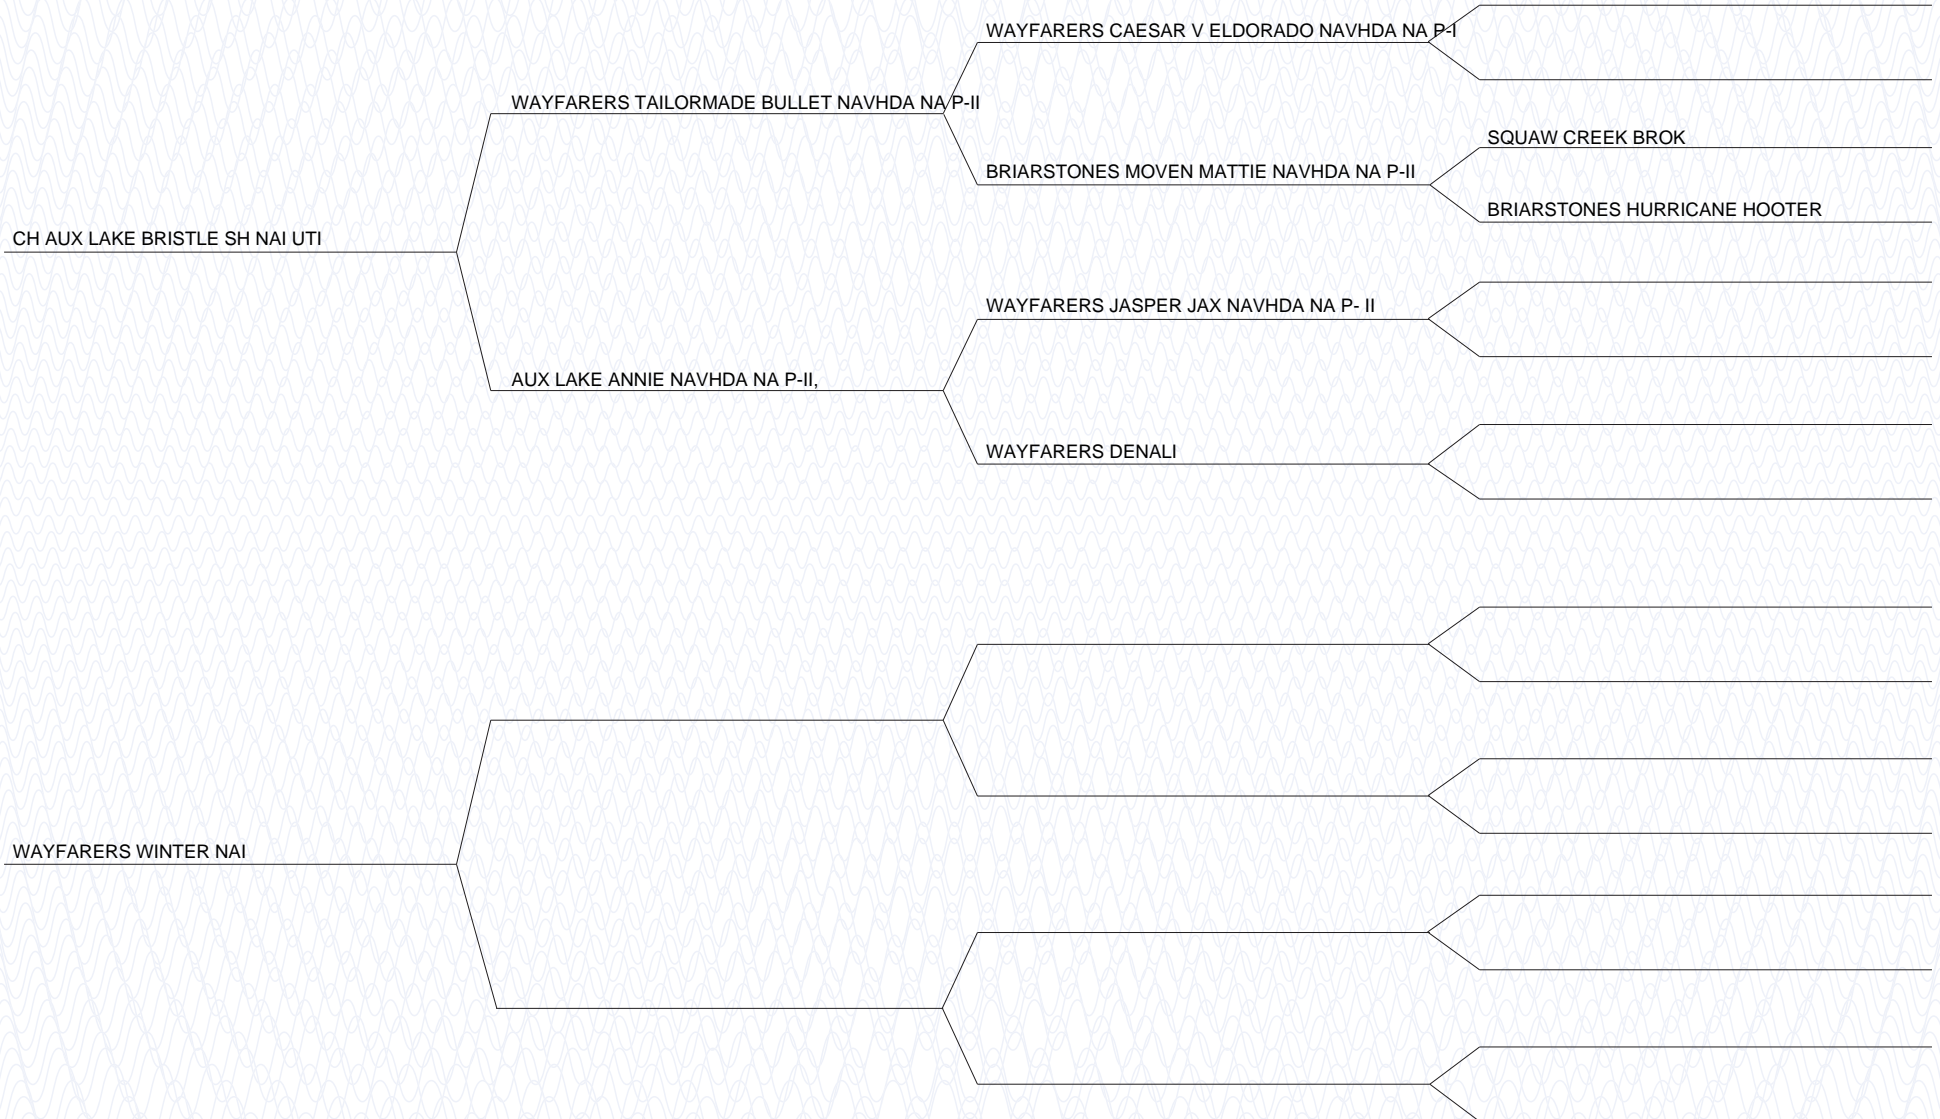 WAYFARERS CAESAR V ELDORADO NAVHDA NA P-I
WAYFARERS TAILORMADE BULLET NAVHDA NA P-II
SQUAW CREEK BROK
BRIARSTONES MOVEN MATTIE NAVHDA NA P-II
BRIARSTONES HURRICANE HOOTER
CH AUX LAKE BRISTLE SH NAI UTI
WAYFARERS JASPER JAX NAVHDA NA P- II
AUX LAKE ANNIE NAVHDA NA P-II,
WAYFARERS DENALI
WAYFARERS WINTER NAI